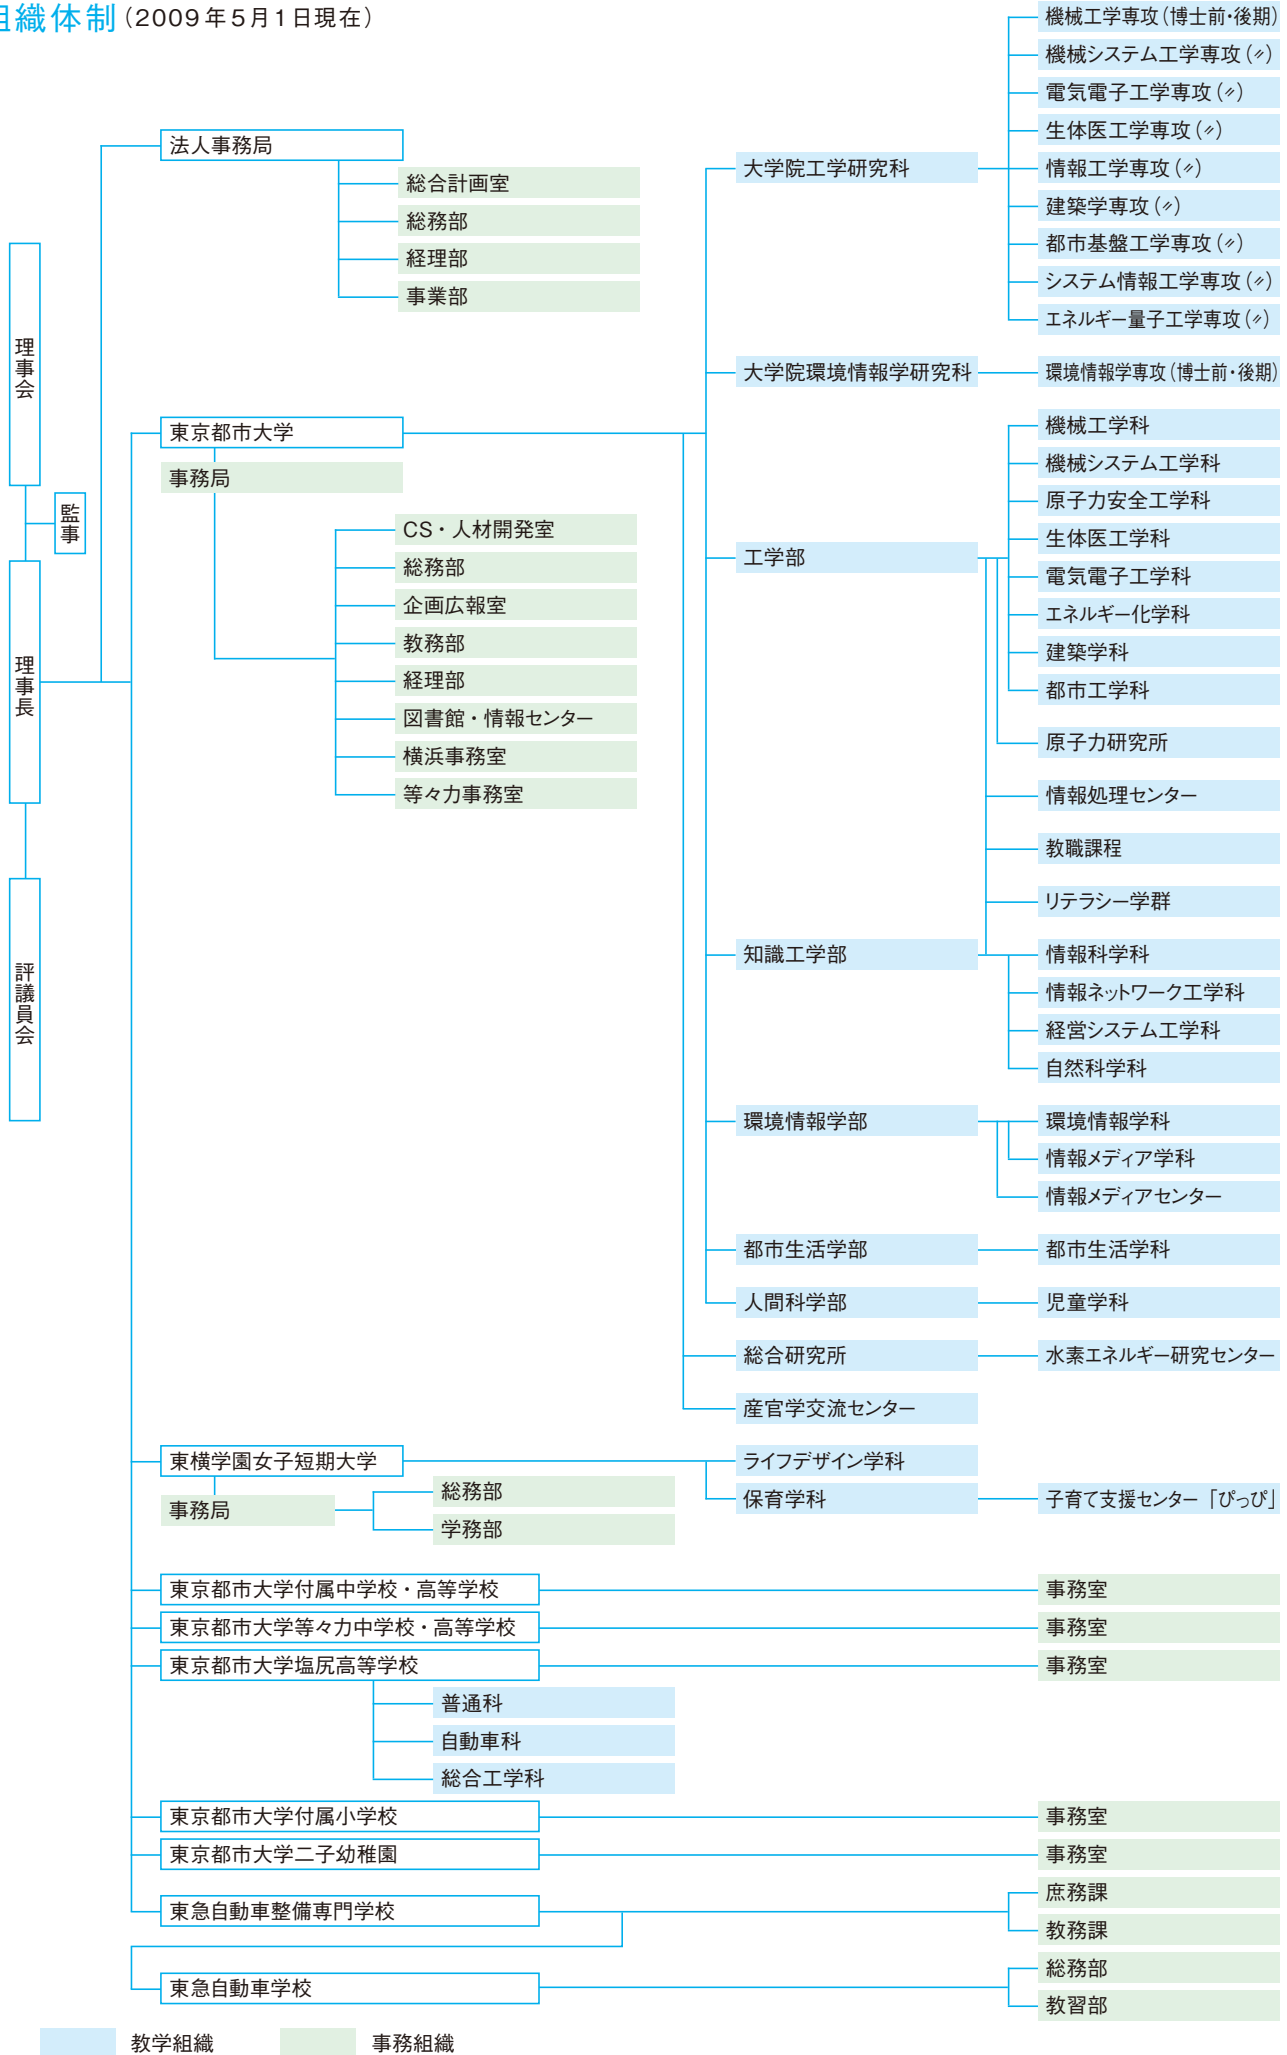 組織体制(2009年5月1日現在)
理事会
監事
理事長
評議員会
法人事務局
総合計画室
総務部
経理部
事業部
東京都市大学
事務局
CS・人材開発室
総務部
企画広報室
教務部
経理部
図書館・情報センター
横浜事務室
等々力事務室
大学院工学研究科
機械工学専攻(博士前・後期)
機械システム工学専攻(〃)
電気電子工学専攻(〃)
生体医工学専攻(〃)
情報工学専攻(〃)
建築学専攻(〃)
都市基盤工学専攻(〃)
システム情報工学専攻(〃)
エネルギー量子工学専攻(〃)
大学院環境情報学研究科
環境情報学専攻(博士前・後期)
工学部
機械工学科
機械システム工学科
原子力安全工学科
生体医工学科
電気電子工学科
エネルギー化学科
建築学科
都市工学科
原子力研究所
情報処理センター
教職課程
リテラシー学群
知識工学部
情報科学科
情報ネットワーク工学科
経営システム工学科
自然科学科
環境情報学部
環境情報学科
情報メディア学科
情報メディアセンター
都市生活学部
都市生活学科
人間科学部
児童学科
総合研究所
水素エネルギー研究センター
産官学交流センター
東横学園女子短期大学
事務局
総務部
学務部
ライフデザイン学科
保育学科
子育て支援センター「ぴっぴ」
東京都市大学付属中学校・高等学校
事務室
東京都市大学等々力中学校・高等学校
事務室
東京都市大学塩尻高等学校
事務室
普通科
自動車科
総合工学科
東京都市大学付属小学校
事務室
東京都市大学二子幼稚園
事務室
東急自動車整備専門学校
庶務課
教務課
東急自動車学校
総務部
教習部
教学組織
事務組織